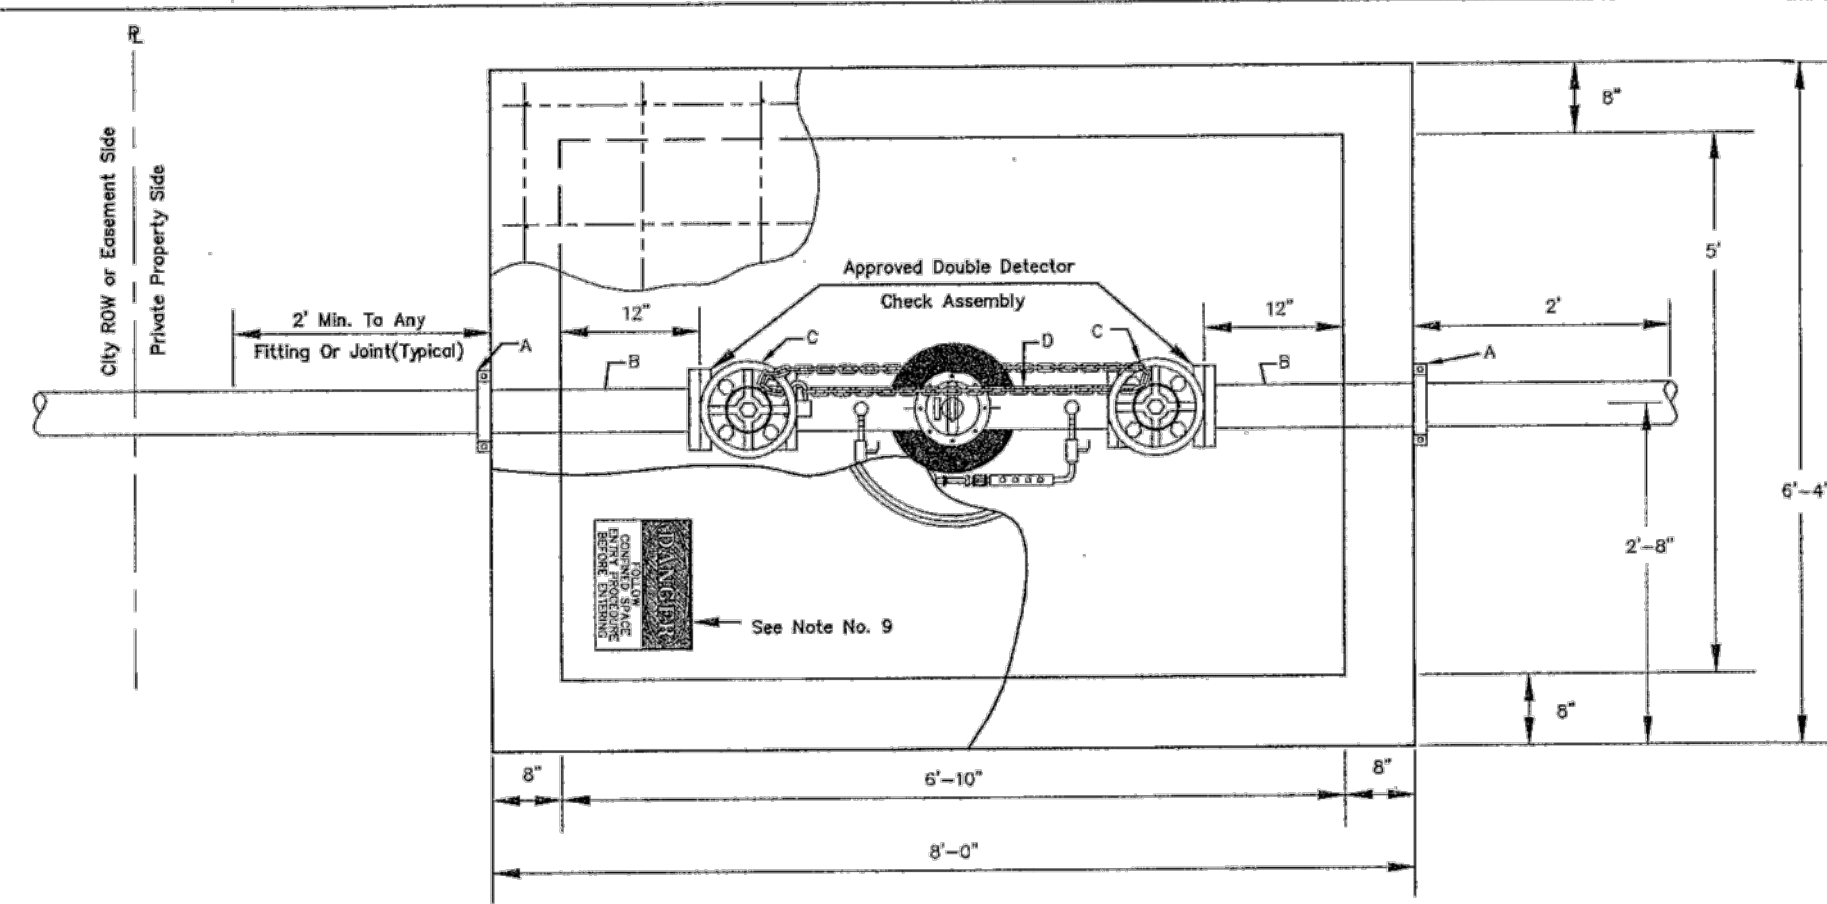 PL
City ROW or Easement Side
Private Property Side
2' Min. To Any
Fitting Or Joint(Typical)
A
B
12"
Approved Double Detector
Check Assembly
C
D
C
12"
B
A
2'
8"
5'
6'-4"
2'-8"
8"
DANGER
FOLLOW
CONFINED SPACE
ENTRY PROCEDURE
BEFORE ENTERING
See Note No. 9
8"
6'-10"
8"
8'-0"